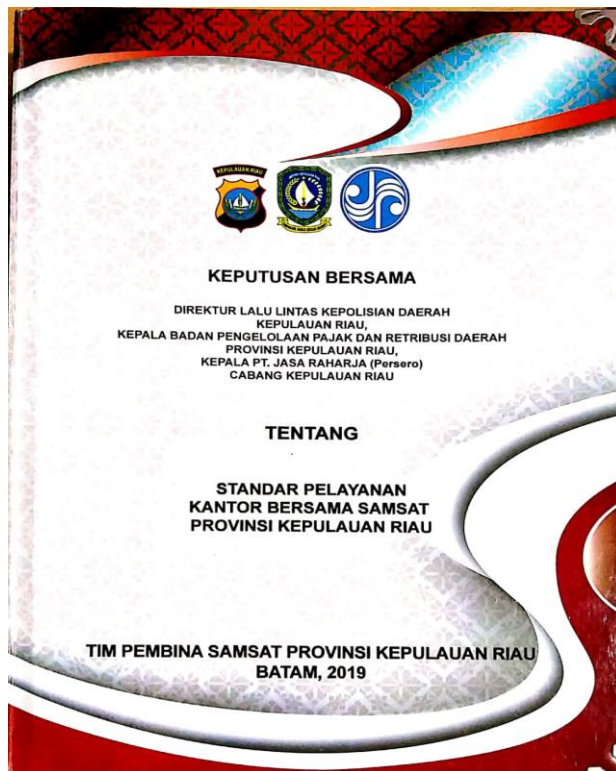 KEPULAUAN RIAU
KEPUTUSAN BERSAMA
DIREKTUR LALU LINTAS KEPOLISIAN DAERAH
KEPULAUAN RIAU,
KEPALA BADAN PENGELOLAAN PAJAK DAN RETRIBUSI DAERAH
PROVINSI KEPULAUAN RIAU,
KEPALA PT. JASA RAHARJA (Persero)
CABANG KEPULAUAN RIAU
TENTANG
STANDAR PELAYANAN
KANTOR BERSAMA SAMSAT
PROVINSI KEPULAUAN RIAU
TIM PEMBINA SAMSAT PROVINSI KEPULAUAN RIAU
BATAM, 2019